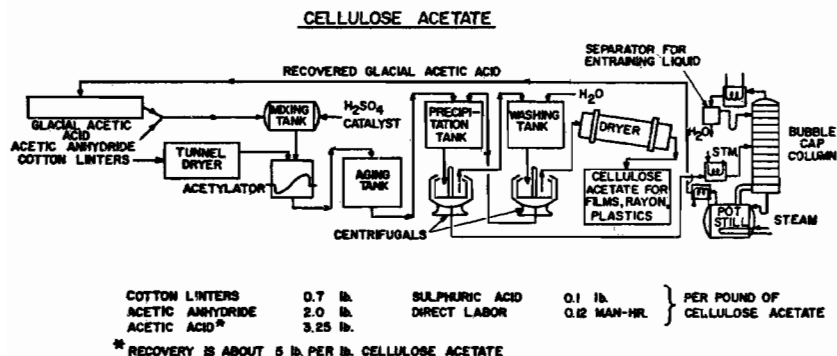 CELLULOSE ACETATE
SEPARATOR FOR
ENTRAINING LIQUID
RECOVERED GLACIAL ACETIC ACID
GLACIAL ACETIC
ACID
ACETIC ANHYDRIDE
COTTON LINTERS
MIXING
TANK
H2SO4
CATALYST
TUNNEL
DRYER
ACETYLATOR
AGING
TANK
PRECIPI-
TATION
TANK
WASHING
TANK
H2O
DRYER
CENTRIFUGALS
CELLULOSE
ACETATE FOR
FILMS, RAYON,
PLASTICS
H2O
STM.
BUBBLE
CAP
COLUMN
POT
STILL
STEAM
COTTON LINTERS 0.7 lb. SULPHURIC ACID 0.1 lb. PER POUND OF
ACETIC ANHYDRIDE 2.0 lb. DIRECT LABOR 0.12 MAN-HR. CELLULOSE ACETATE
ACETIC ACID* 3.25 lb.
* RECOVERY IS ABOUT 5 lb. PER lb. CELLULOSE ACETATE